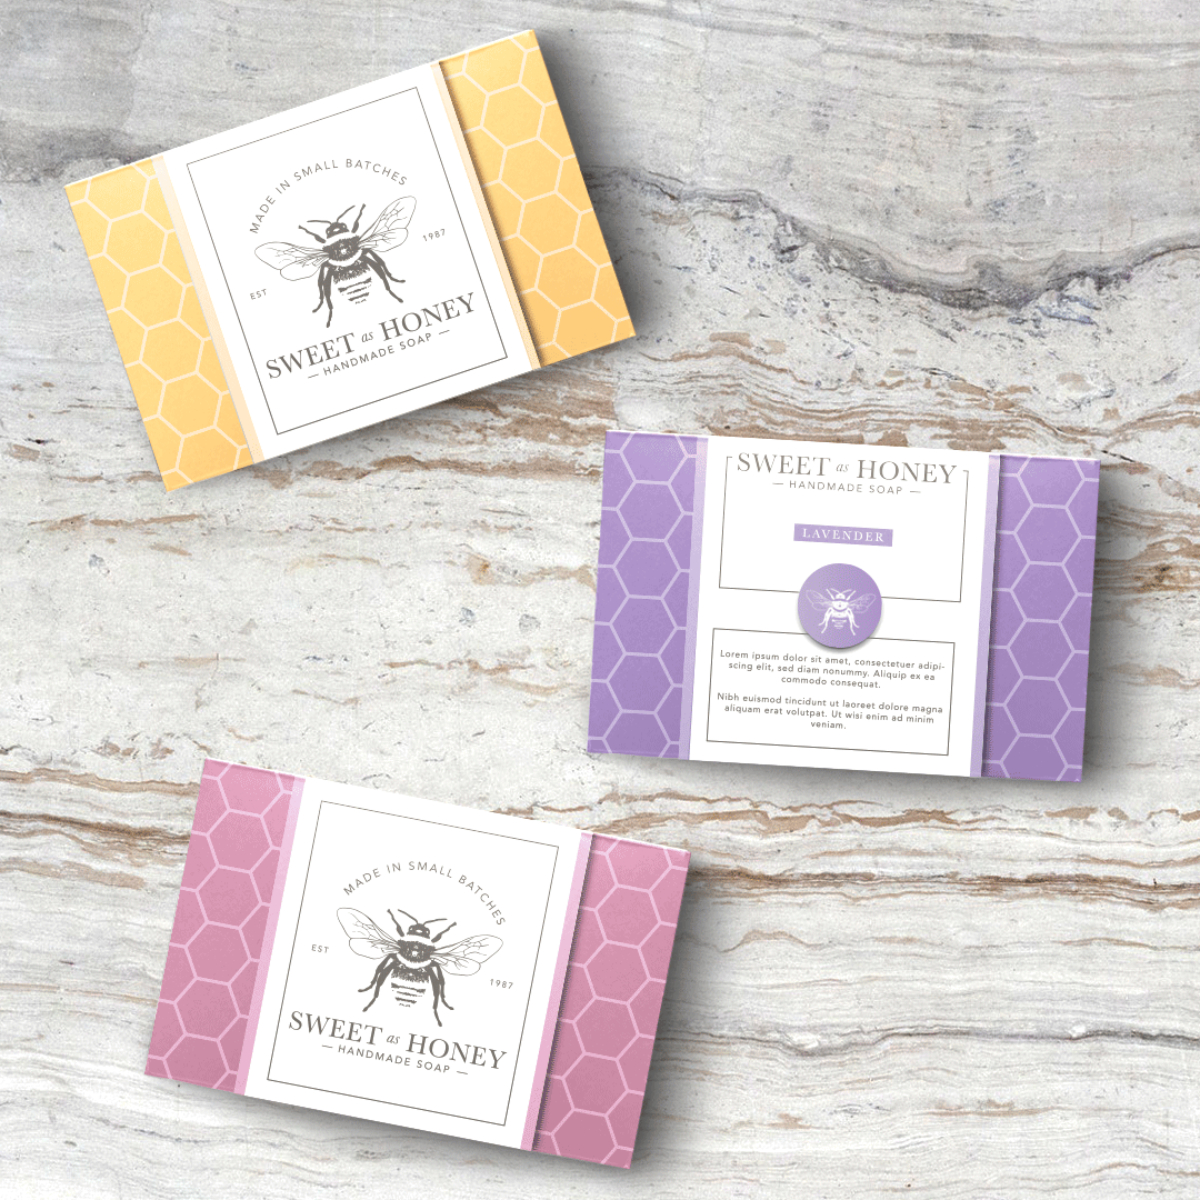 MADE IN SMALL BATCHES
EST
1987
SWEET as HONEY
— HANDMADE SOAP —
SWEET as HONEY
— HANDMADE SOAP —
LAVENDER
Lorem ipsum dolor sit amet, consectetuer adipi-
scing elit, sed diam nonummy. Aliquip ex ea
commodo consequat.
Nibh euismod tincidunt ut laoreet dolore magna
aliquam erat volutpat. Ut wisi enim ad minim
veniam.
MADE IN SMALL BATCHES
EST
1987
SWEET as HONEY
— HANDMADE SOAP —